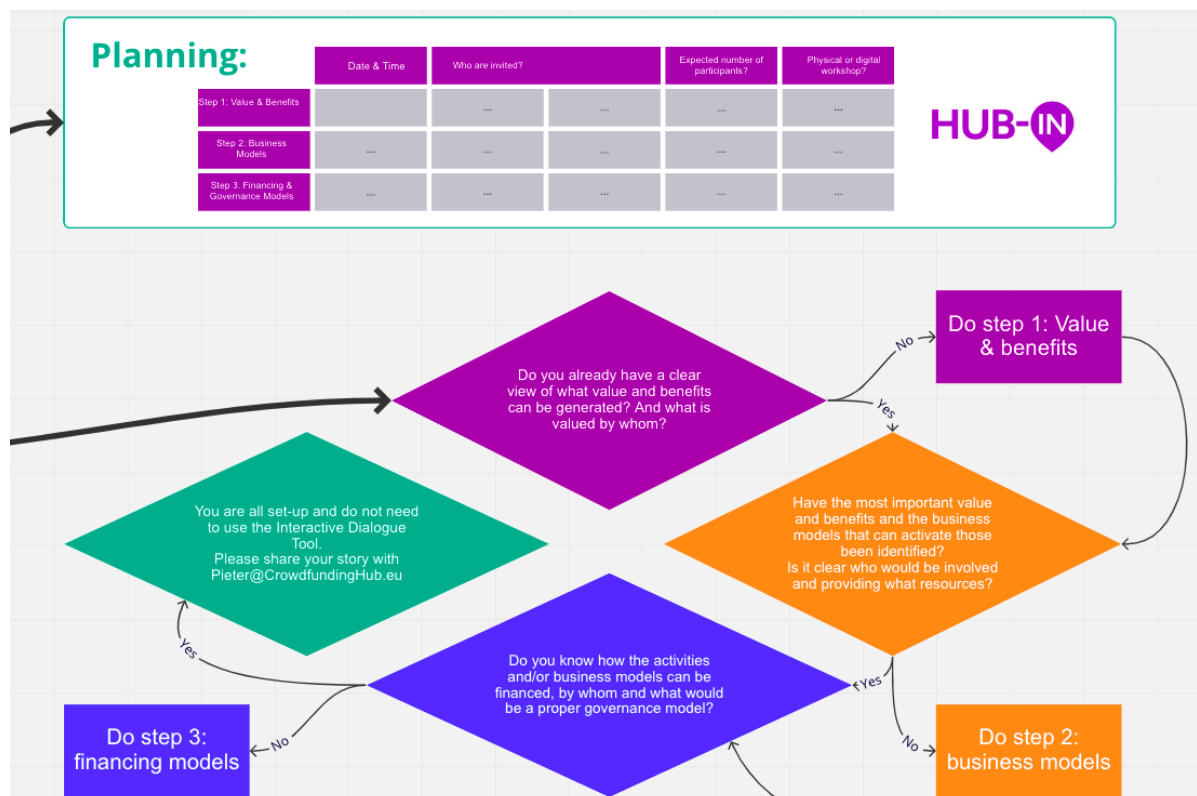 Planning:
Date & Time
Who are invited?
Expected number of
participants?
Physical or digital
workshop?
Step 1: Value & Benefits
...
...
...
...
Step 2: Business
Models
...
...
...
...
...
Step 3. Financing &
Governance Models
...
...
...
...
...
HUB-IN
Do you already have a clear
view of what value and benefits
can be generated? And what is
valued by whom?
No
Do step 1: Value
& benefits
Yes
Have the most important value
and benefits and the business
models that can activate those
been identified?
Is it clear who would be involved
and providing what resources?
You are all set-up and do not need
to use the Interactive Dialogue
Tool.
Please share your story with
Pieter@CrowdfundingHub.eu
Yes
Do you know how the activities
and/or business models can be
financed, by whom and what would
be a proper governance model?
Yes
No
Do step 3:
financing models
No
Do step 2:
business models